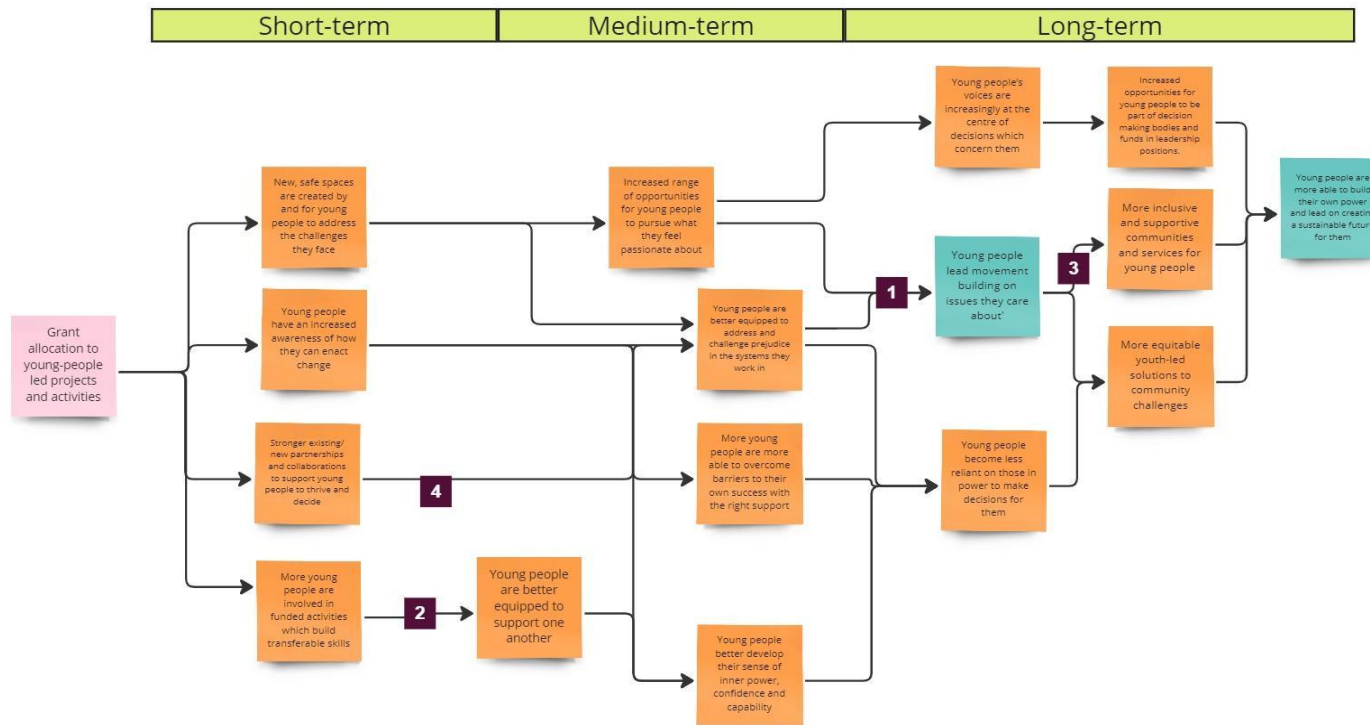 Short-term
Medium-term
Long-term
Grant
allocation to
young-people
led projects
and activities
New, safe spaces
are created by
and for young
people to address
the challenges
they face
Young people
have an increased
awareness of how
they can enact
change
Stronger existing/
new partnerships
and collaborations
to support young
people to thrive and
decide
4
More young
people are
involved in
funded activities
which build
transferable skills
2
Young people
are better
equipped to
support one
another
Increased range
of opportunities
for young people
to pursue what
they feel
passionate about
Young people are
better equipped to
address and
challenge prejudice
in the systems they
work in
More young
people are more
able to overcome
barriers to their
own success with
the right support
Young people
better develop
their sense of
inner power,
confidence and
capability
1
Young people's
voices are
increasingly at the
centre of
decisions which
concern them
Young people
lead movement
building on
issues they care
about'
3
Young people
become less
reliant on those
in power to make
decisions for
them
Increased
opportunities for
young people to be
part of decision
making bodies and
funds in leadership
positions.
More inclusive
and supportive
communities
and services for
young people
More equitable
youth-led
solutions to
community
challenges
Young people are
more able to build
their own power
and lead on creatin
a sustainable futur
for them